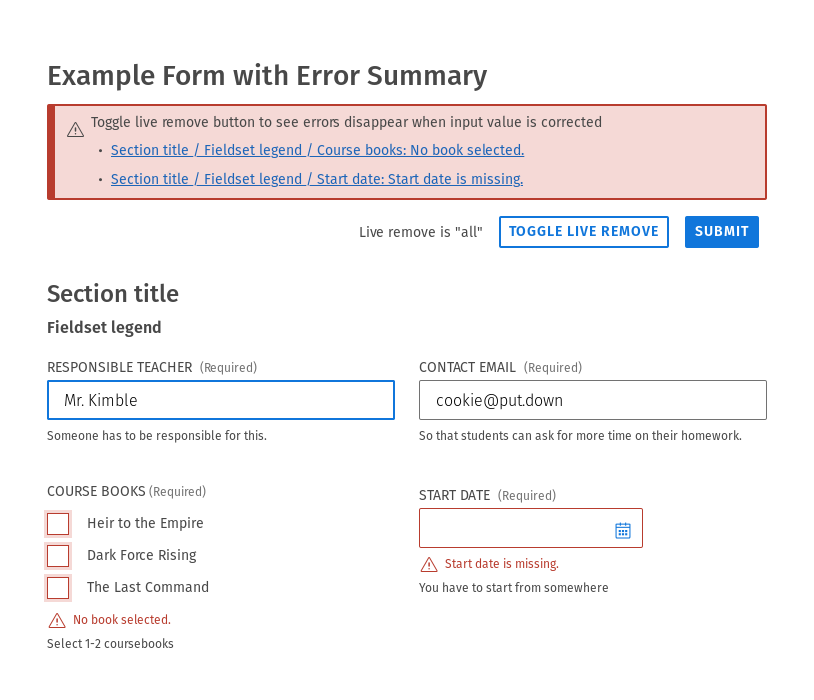 Example Form with Error Summary
Toggle live remove button to see errors disappear when input value is corrected
• Section title / Fieldset legend / Course books: No book selected.
• Section title / Fieldset legend / Start date: Start date is missing.
Live remove is "all" TOGGLE LIVE REMOVE SUBMIT
Section title
Fieldset legend
RESPONSIBLE TEACHER (Required)
Mr. Kimble
Someone has to be responsible for this.
CONTACT EMAIL (Required)
cookie@put.down
So that students can ask for more time on their homework.
COURSE BOOKS (Required)
Heir to the Empire
Dark Force Rising
The Last Command
No book selected.
Select 1-2 coursebooks
START DATE (Required)
Start date is missing.
You have to start from somewhere